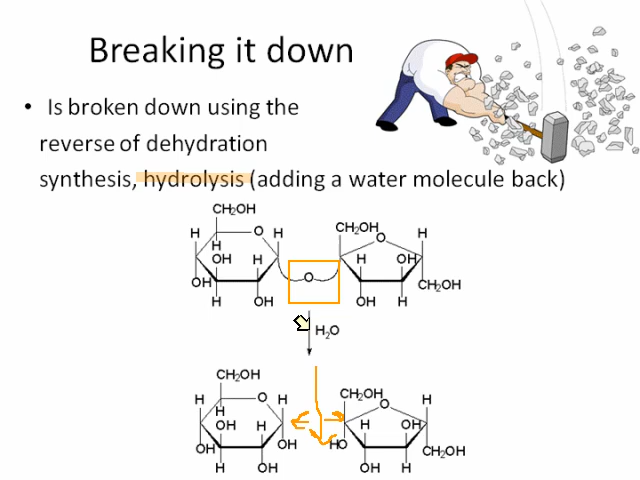 Breaking it down
• Is broken down using the
reverse of dehydration
synthesis, hydrolysis (adding a water molecule back)
CH₂OH
CH₂OH
H O H O H
H
OH H H OH
OH O CH₂OH
H OH OH H
H₂O
CH₂OH
CH₂OH
H O H O H
H
OH H H OH
OH OH HO CH₂OH
H OH OH H